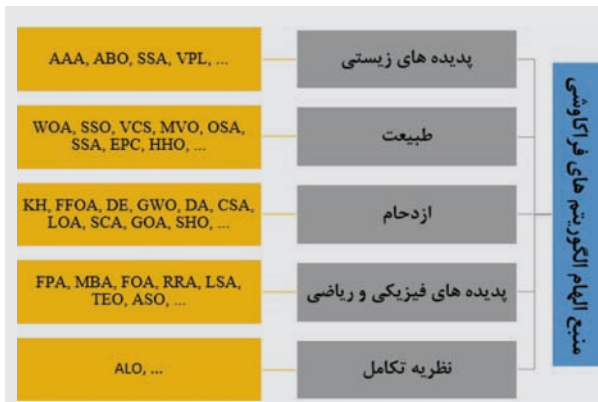 منبع الهام الگوریتم های فراکاوشی
پدیده های زیستی
AAA, ABO, SSA, VPL, ...
طبیعت
WOA, SSO, VCS, MVO, OSA,
SSA, EPC, HHO, ...
ازدحام
KH, FFOA, DE, GWO, DA, CSA,
LOA, SCA, GOA, SHO, ...
پدیده های فیزیکی و ریاضی
FPA, MBA, FOA, RRA, LSA,
TEO, ASO, ...
نظریه تکامل
ALO, ...